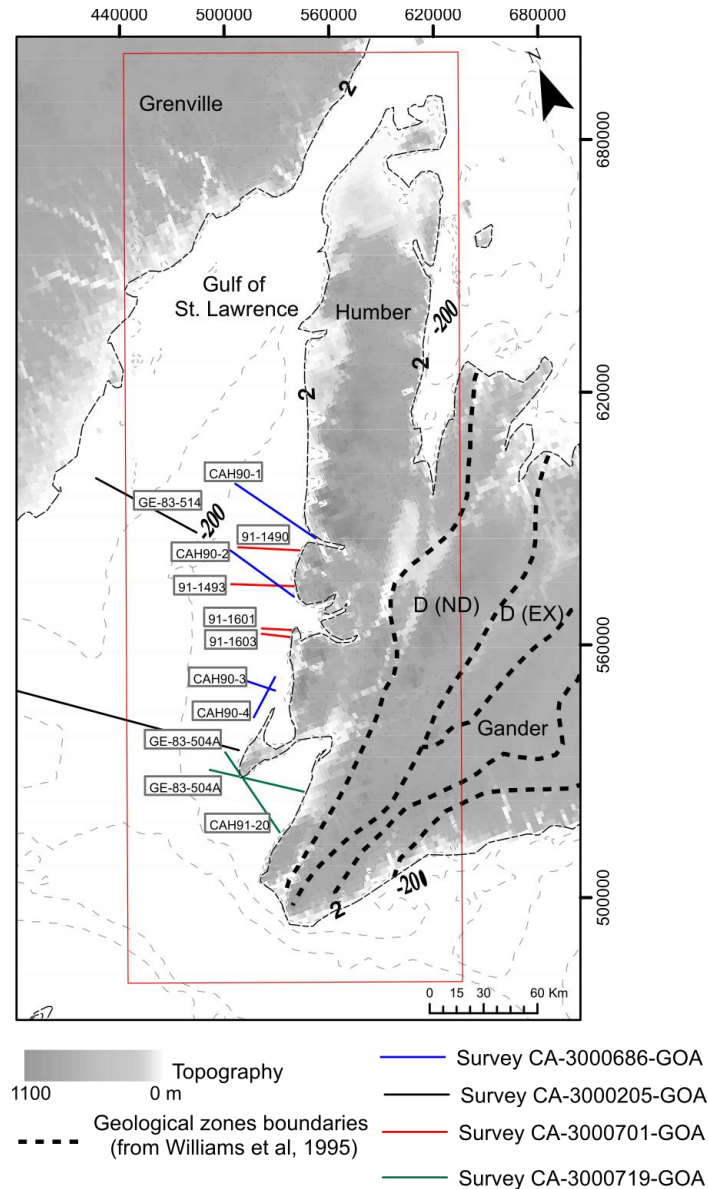 440000 500000 560000 620000 680000
N
2
Grenville
680000
Gulf of
St. Lawrence
Humber
-200
2
2
620000
CAH90-1
GE-83-514
-200
91-1490
CAH90-2
91-1493
D (ND)
D (EX)
91-1601
91-1603
560000
CAH90-3
CAH90-4
Gander
GE-83-504A
GE-83-504A
CAH91-20
500000
-200
2
0 15 30 60 Km
Topography
1100 0 m
Geological zones boundaries
(from Williams et al, 1995)
Survey CA-3000686-GOA
Survey CA-3000205-GOA
Survey CA-3000701-GOA
Survey CA-3000719-GOA